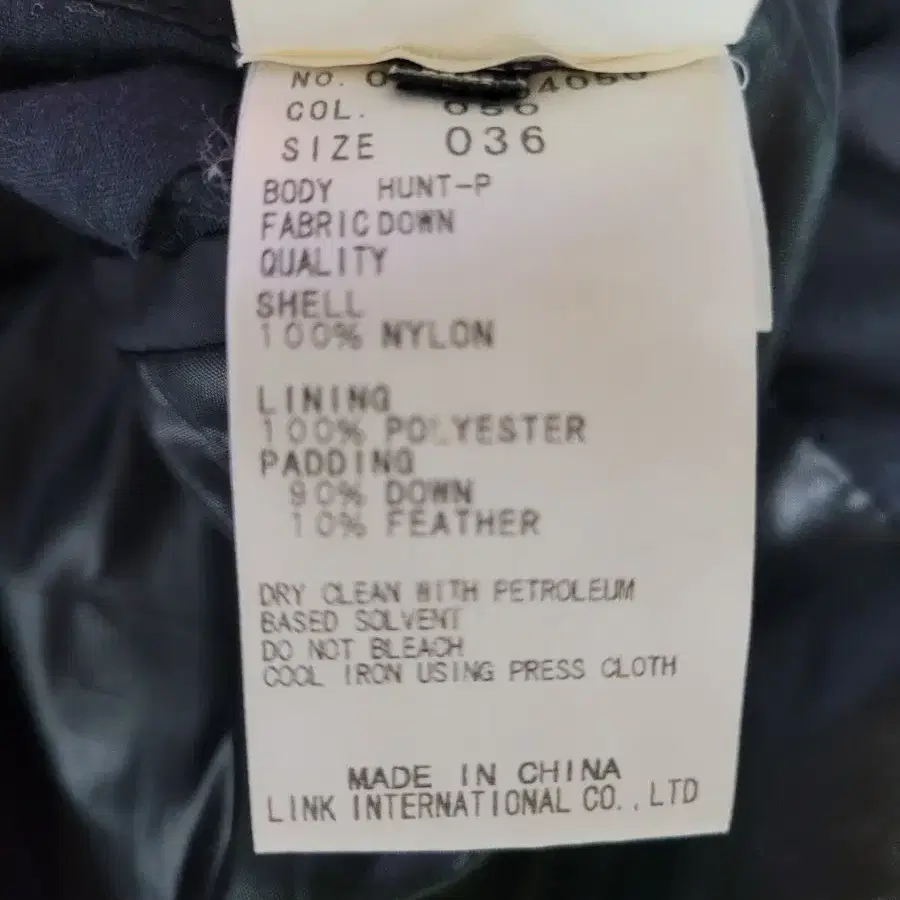 NO. 0
COL.
SIZE 036
BODY HUNT-P
FABRIC DOWN
QUALITY
SHELL
100% NYLON
LINING
100% POLYESTER
PADDING
90% DOWN
10% FEATHER
DRY CLEAN WITH PETROLEUM
BASED SOLVENT
DO NOT BLEACH
COOL IRON USING PRESS CLOTH
MADE IN CHINA
LINK INTERNATIONAL CO., LTD